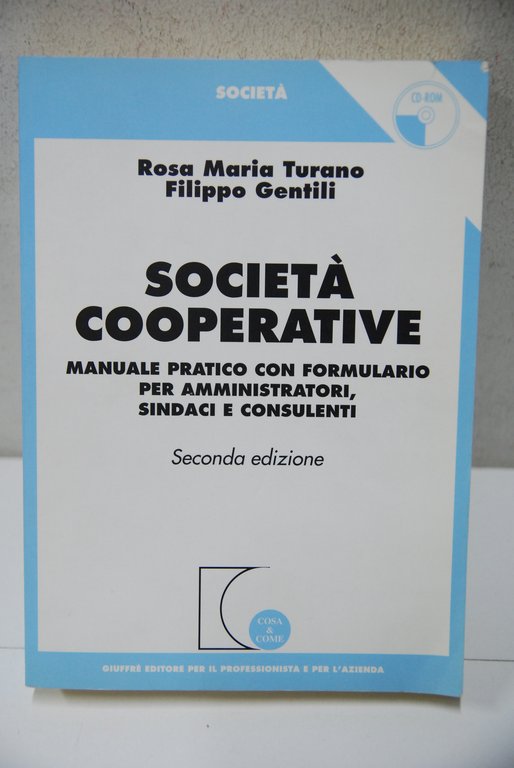 SOCIETÀ
CD-ROM
Rosa Maria Turano
Filippo Gentili
SOCIETÀ
COOPERATIVE
MANUALE PRATICO CON FORMULARIO
PER AMMINISTRATORI,
SINDACI E CONSULENTI
Seconda edizione
COSA
&
COME
GIUFFRÈ EDITORE PER IL PROFESSIONISTA E PER L'AZIENDA